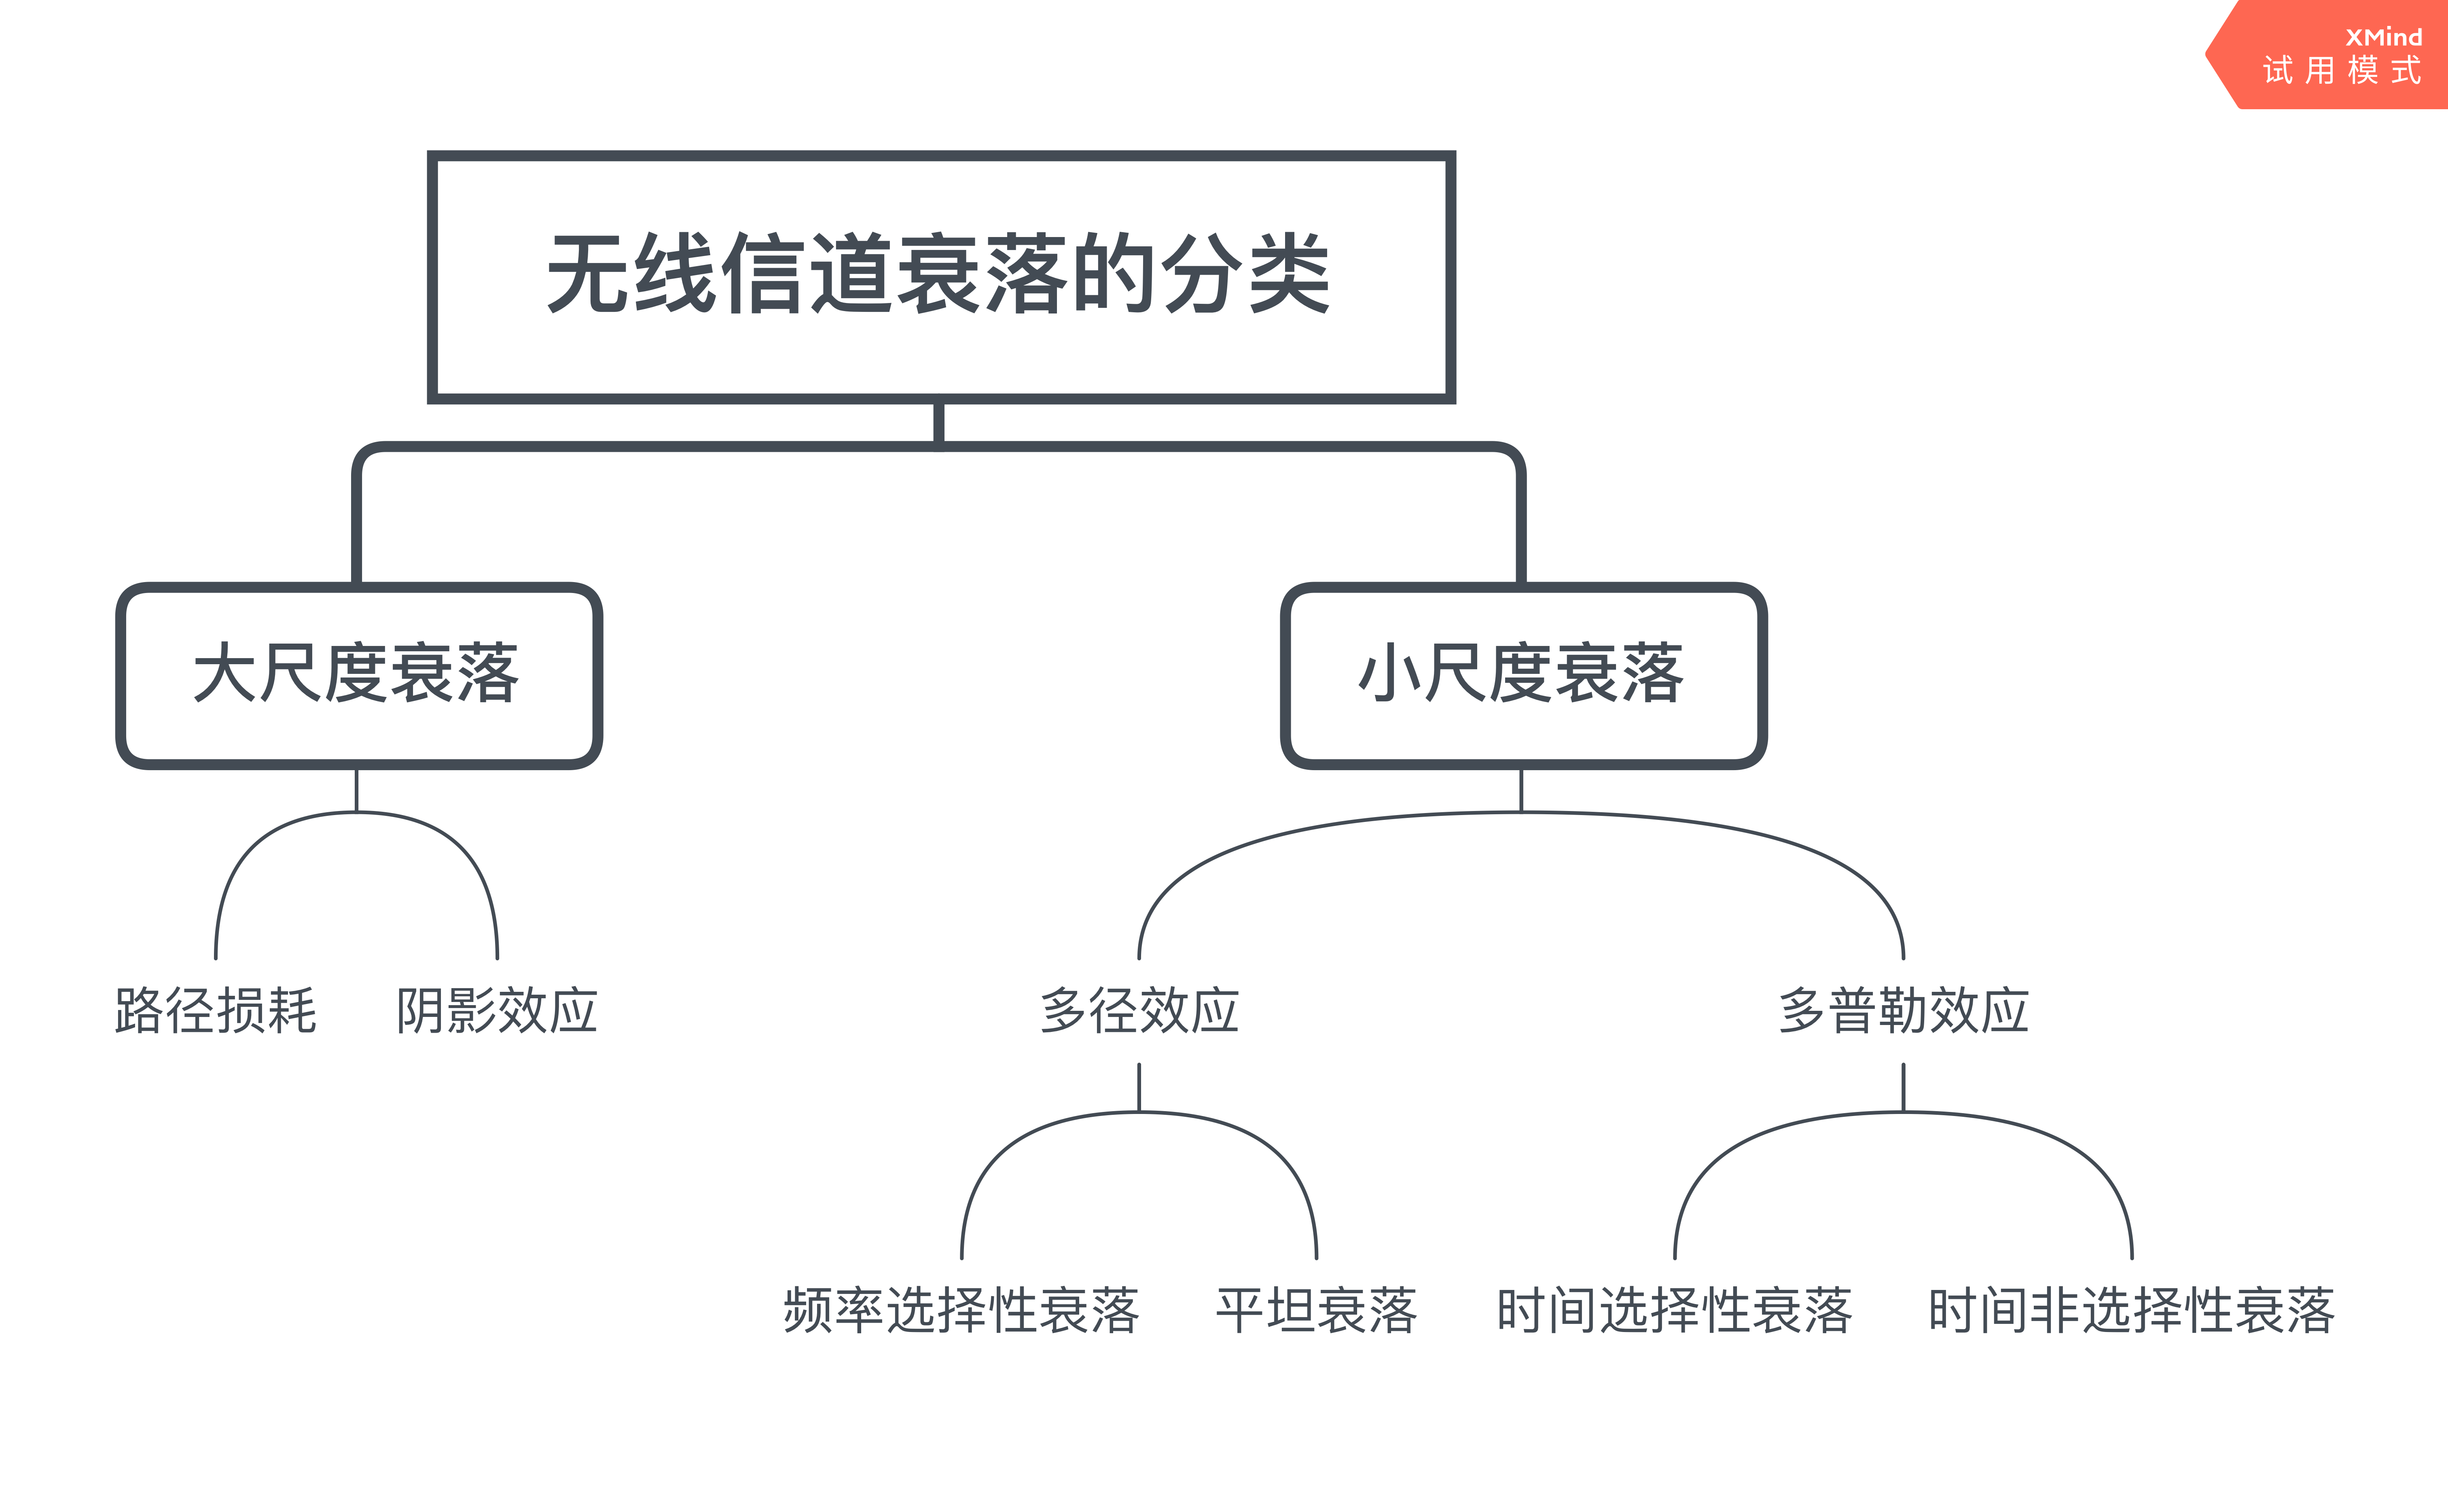 XMind
试用模式
无线信道衰落的分类
大尺度衰落
小尺度衰落
路径损耗
阴影效应
多径效应
多普勒效应
频率选择性衰落
平坦衰落
时间选择性衰落
时间非选择性衰落